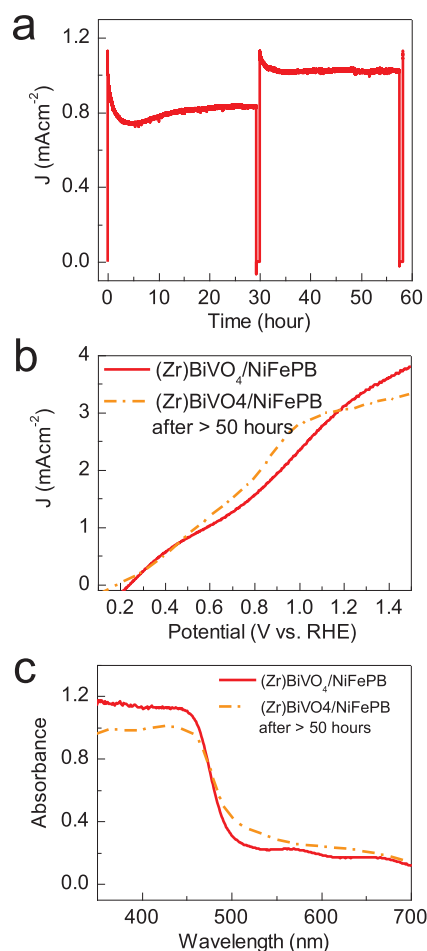 a
1.2
0.8
0.4
0.0
J (mAcm-2)
0 10 20 30 40 50 60
Time (hour)
b
4
3
2
1
0
J (mAcm-2)
(Zr)BiVO4/NiFePB
(Zr)BiVO4/NiFePB
after > 50 hours
0.2 0.4 0.6 0.8 1.0 1.2 1.4
Potential (V vs. RHE)
c
1.2
0.8
0.4
0.0
Absorbance
(Zr)BiVO4/NiFePB
(Zr)BiVO4/NiFePB
after > 50 hours
400 500 600 700
Wavelength (nm)